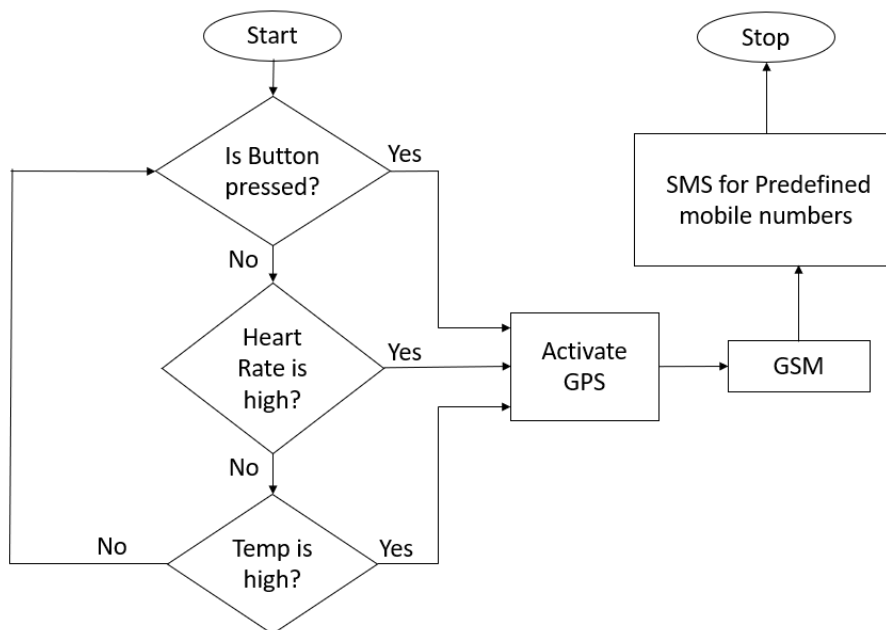 Start
Stop
Is Button
pressed?
Yes
No
SMS for Predefined
mobile numbers
Heart
Rate is
high?
Yes
No
Activate
GPS
GSM
Temp is
high?
Yes
No